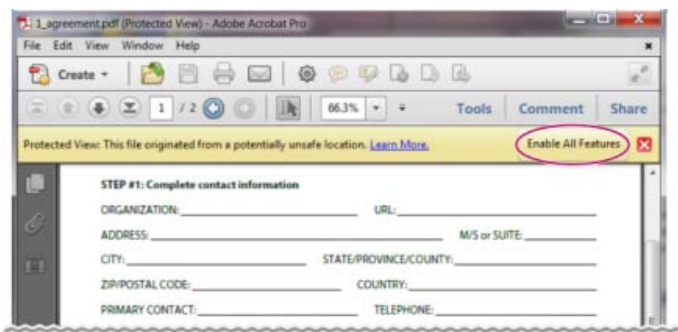 1_agreement.pdf (Protected View) - Adobe Acrobat Pro
File Edit View Window Help
Create
1 / 2 66.3% Tools Comment Share
Protected View: This file originated from a potentially unsafe location. Learn More. Enable All Features
STEP #1: Complete contact information
ORGANIZATION: URL:
ADDRESS: M/S or SUITE:
CITY: STATE/PROVINCE/COUNTY:
ZIP/POSTAL CODE: COUNTRY:
PRIMARY CONTACT: TELEPHONE: